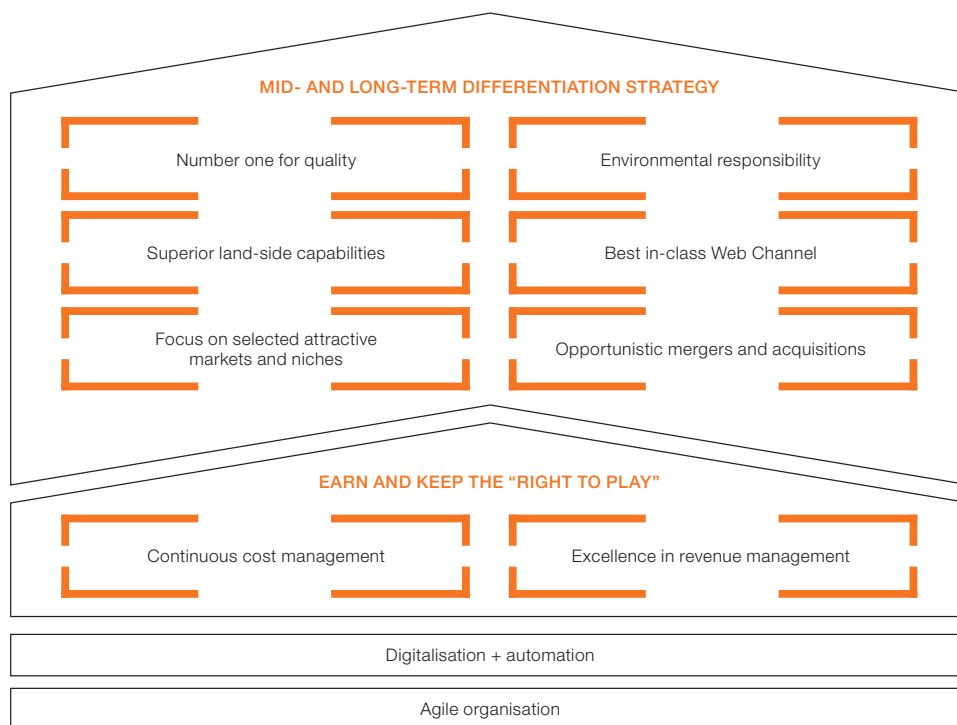 MID- AND LONG-TERM DIFFERENTIATION STRATEGY
Number one for quality
Environmental responsibility
Superior land-side capabilities
Best in-class Web Channel
Focus on selected attractive
markets and niches
Opportunistic mergers and acquisitions
EARN AND KEEP THE “RIGHT TO PLAY”
Continuous cost management
Excellence in revenue management
Digitalisation + automation
Agile organisation